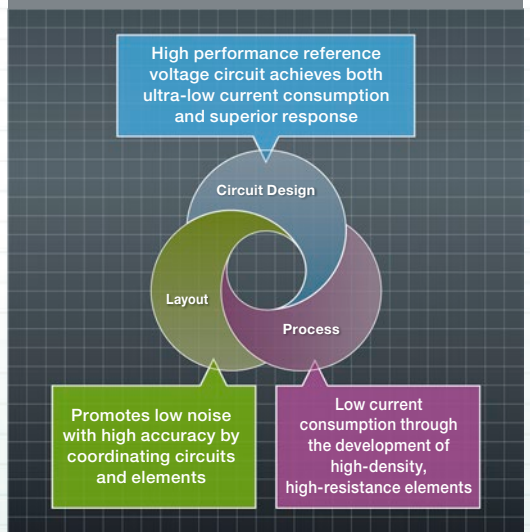 High performance reference
voltage circuit achieves both
ultra-low current consumption
and superior response
Circuit Design
Layout
Process
Promotes low noise
with high accuracy by
coordinating circuits
and elements
Low current
consumption through
the development of
high-density,
high-resistance elements